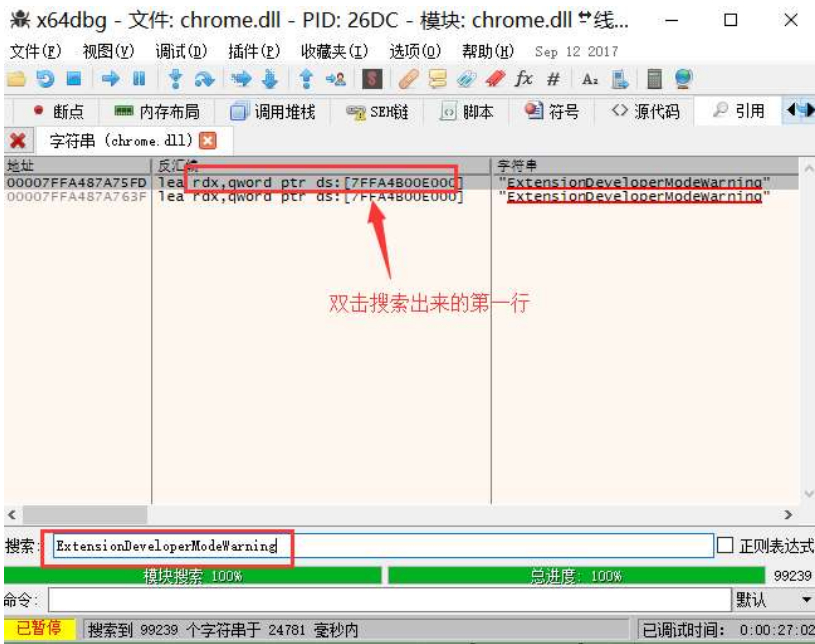 x64dbg - 文件: chrome.dll - PID: 26DC - 模块: chrome.dll - 线...
文件(F) 视图(V) 调试(D) 插件(P) 收藏夹(I) 选项(O) 帮助(H) Sep 12 2017
断点 内存布局 调用堆栈 SEH链 脚本 符号 源代码 引用
字符串 (chrome.dll)
地址 反汇编 字符串
00007FFA487A75FD lea rdx,qword ptr ds:[7FFA4B00E000] "ExtensionDeveloperModeWarning"
00007FFA487A763F lea rdx,qword ptr ds:[7FFA4B00E000] "ExtensionDeveloperModeWarning"
双击搜索出来的第一行
搜索: ExtensionDeveloperModeWarning 正则表达式
模块搜索 100% 总进度: 100% 99239
命令: 默认
已暂停 搜索到 99239 个字符串于 24781 毫秒内 已调试时间: 0:00:27:02